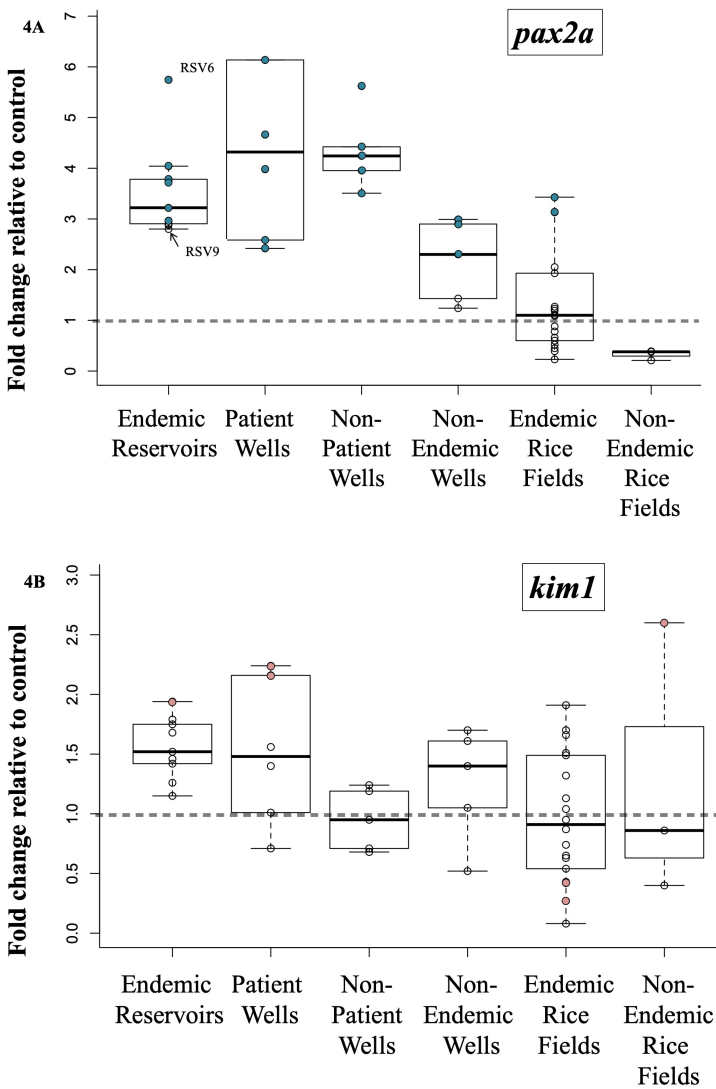 4A
pax2a
Fold change relative to control
7
6
5
4
3
2
1
0
RSV6
RSV9
Endemic
Reservoirs
Patient
Wells
Non-
Patient
Wells
Non-
Endemic
Wells
Endemic
Rice
Fields
Non-
Endemic
Rice
Fields
4B
kim1
Fold change relative to control
3.0
2.5
2.0
1.5
1.0
0.5
0.0
Endemic
Reservoirs
Patient
Wells
Non-
Patient
Wells
Non-
Endemic
Wells
Endemic
Rice
Fields
Non-
Endemic
Rice
Fields